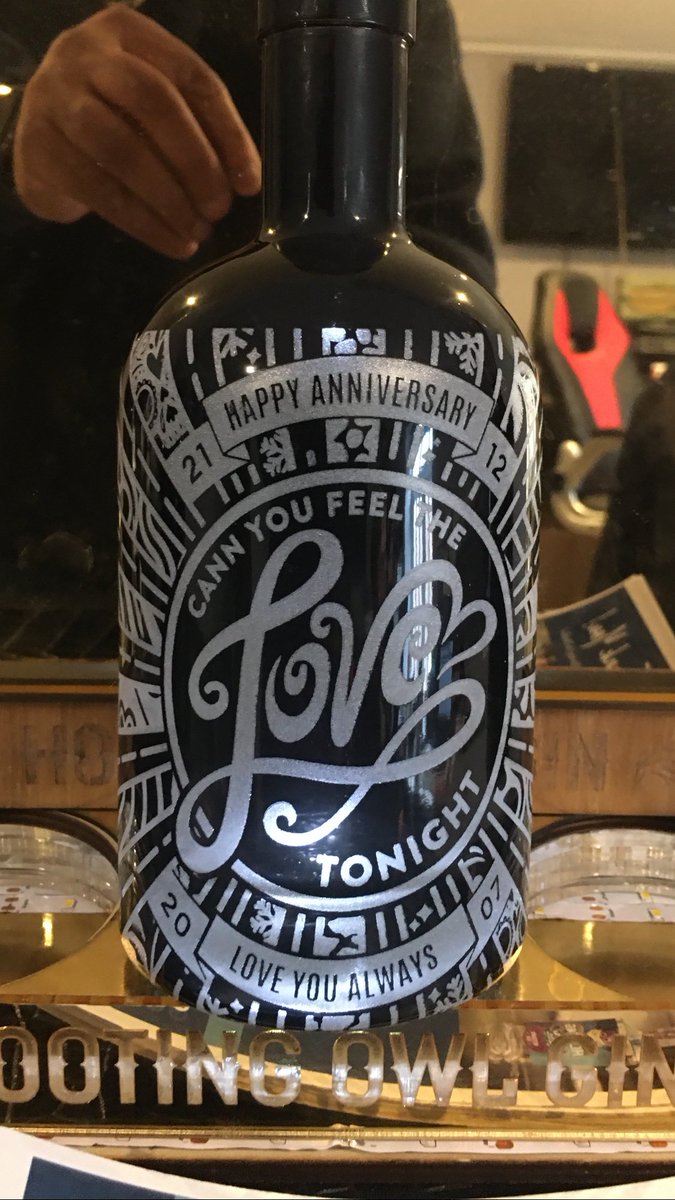 HAPPY ANNIVERSARY
21 12
CANN YOU FEEL THE
Love
TONIGHT
20 07
LOVE YOU ALWAYS
OOTING OWL GIN